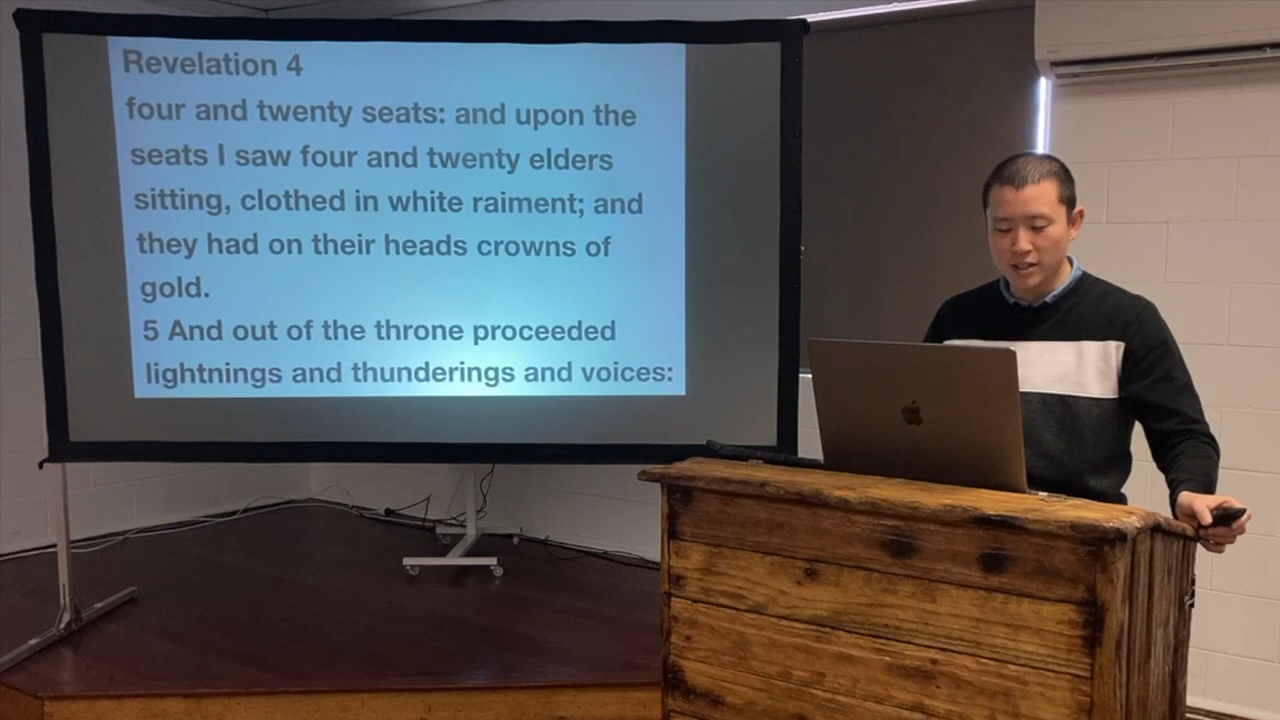 Revelation 4
four and twenty seats: and upon the
seats I saw four and twenty elders
sitting, clothed in white raiment; and
they had on their heads crowns of
gold.
5 And out of the throne proceeded
lightnings and thunderings and voices: